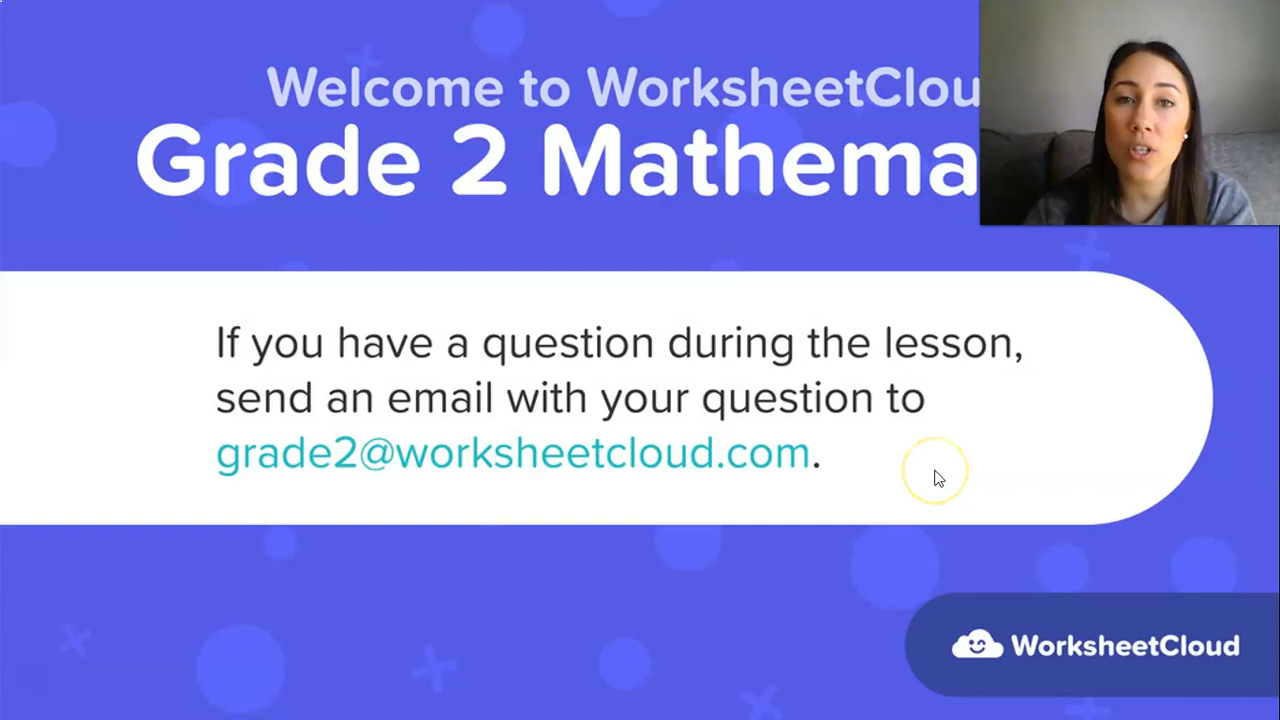 Welcome to WorksheetClou
Grade 2 Mathema
If you have a question during the lesson,
send an email with your question to
grade2@worksheetcloud.com.
WorksheetCloud